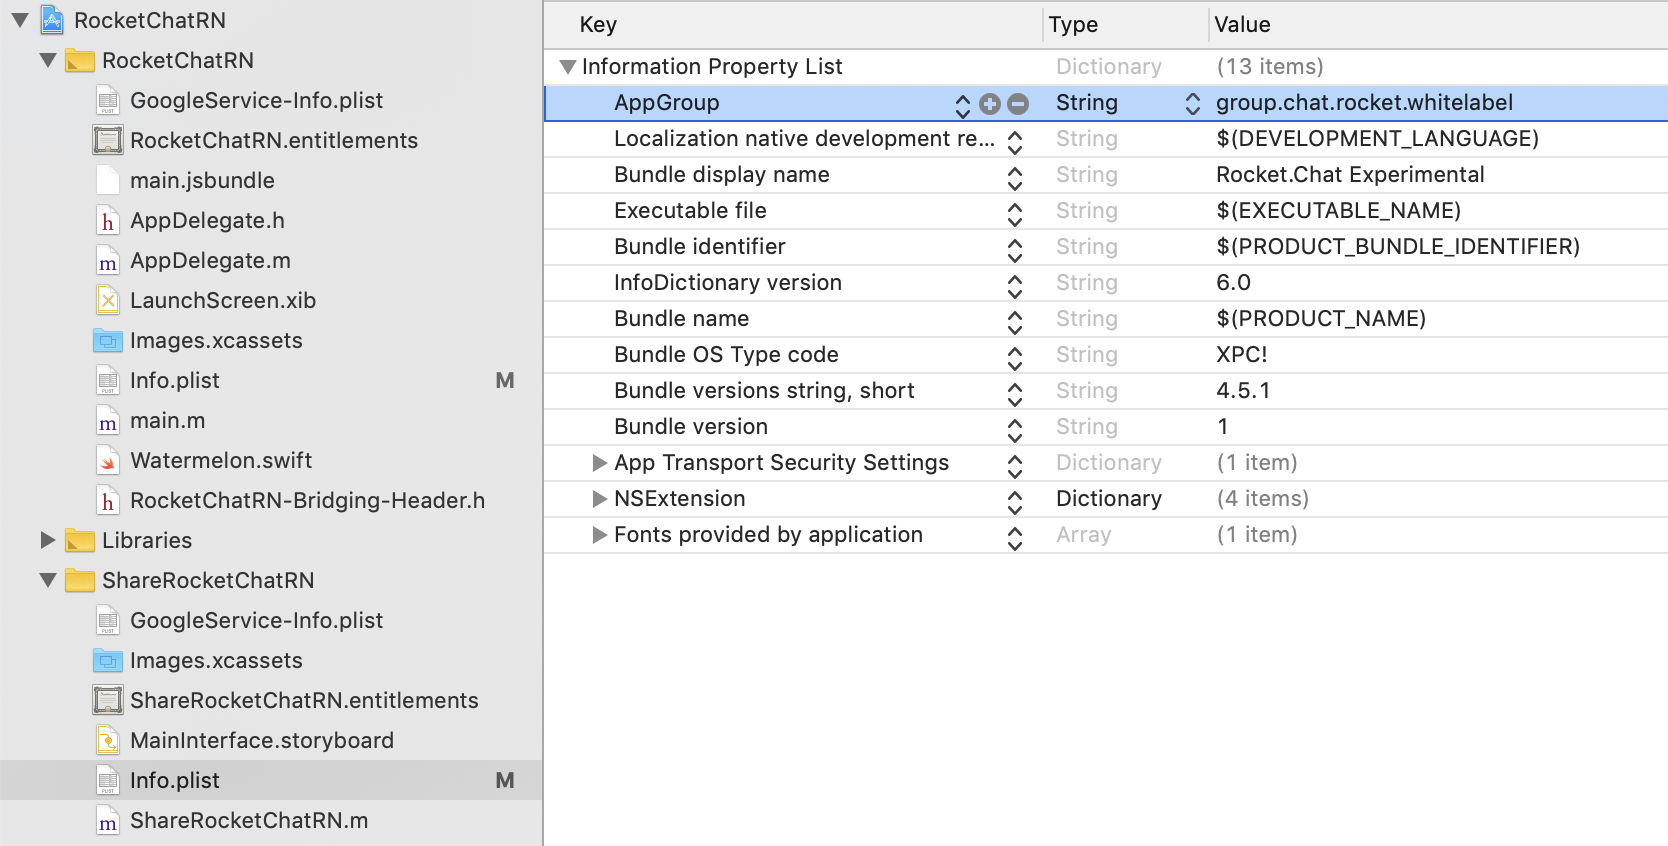 RocketChatRN
RocketChatRN
GoogleService-Info.plist
RocketChatRN.entitlements
main.jsbundle
h AppDelegate.h
m AppDelegate.m
LaunchScreen.xib
Images.xcassets
PLIST Info.plist M
m main.m
Watermelon.swift
h RocketChatRN-Bridging-Header.h
Libraries
ShareRocketChatRN
PLIST GoogleService-Info.plist
Images.xcassets
ShareRocketChatRN.entitlements
MainInterface.storyboard
PLIST Info.plist M
m ShareRocketChatRN.m
Key Type Value
Information Property List Dictionary (13 items)
AppGroup String group.chat.rocket.whitelabel
Localization native development re... String $(DEVELOPMENT_LANGUAGE)
Bundle display name String Rocket.Chat Experimental
Executable file String $(EXECUTABLE_NAME)
Bundle identifier String $(PRODUCT_BUNDLE_IDENTIFIER)
InfoDictionary version String 6.0
Bundle name String $(PRODUCT_NAME)
Bundle OS Type code String XPC!
Bundle versions string, short String 4.5.1
Bundle version String 1
App Transport Security Settings Dictionary (1 item)
NSExtension Dictionary (4 items)
Fonts provided by application Array (1 item)